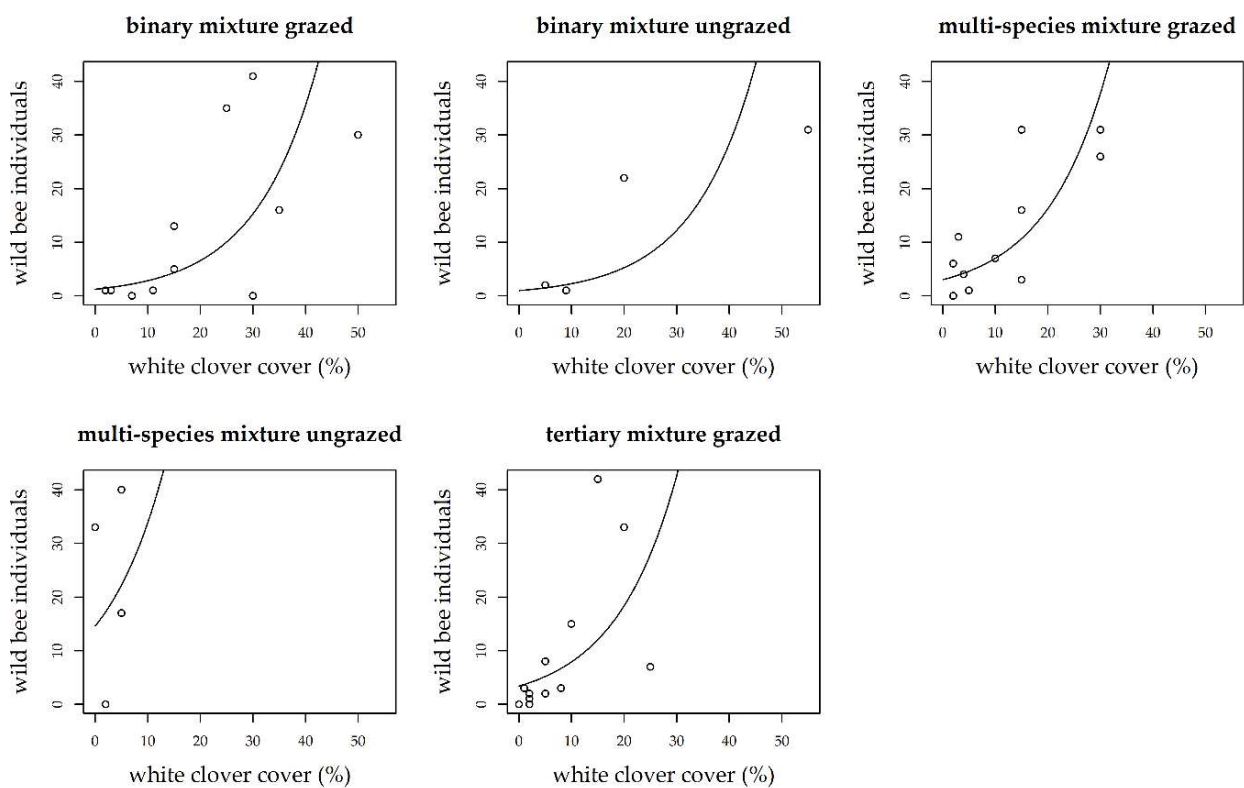 binary mixture grazed
binary mixture ungrazed
multi-species mixture grazed
wild bee individuals
0 10 20 30 40
0 10 20 30 40 50
white clover cover (%)
wild bee individuals
0 10 20 30 40
0 10 20 30 40 50
white clover cover (%)
wild bee individuals
0 10 20 30 40
0 10 20 30 40 50
white clover cover (%)
multi-species mixture ungrazed
tertiary mixture grazed
wild bee individuals
0 10 20 30 40
0 10 20 30 40 50
white clover cover (%)
wild bee individuals
0 10 20 30 40
0 10 20 30 40 50
white clover cover (%)